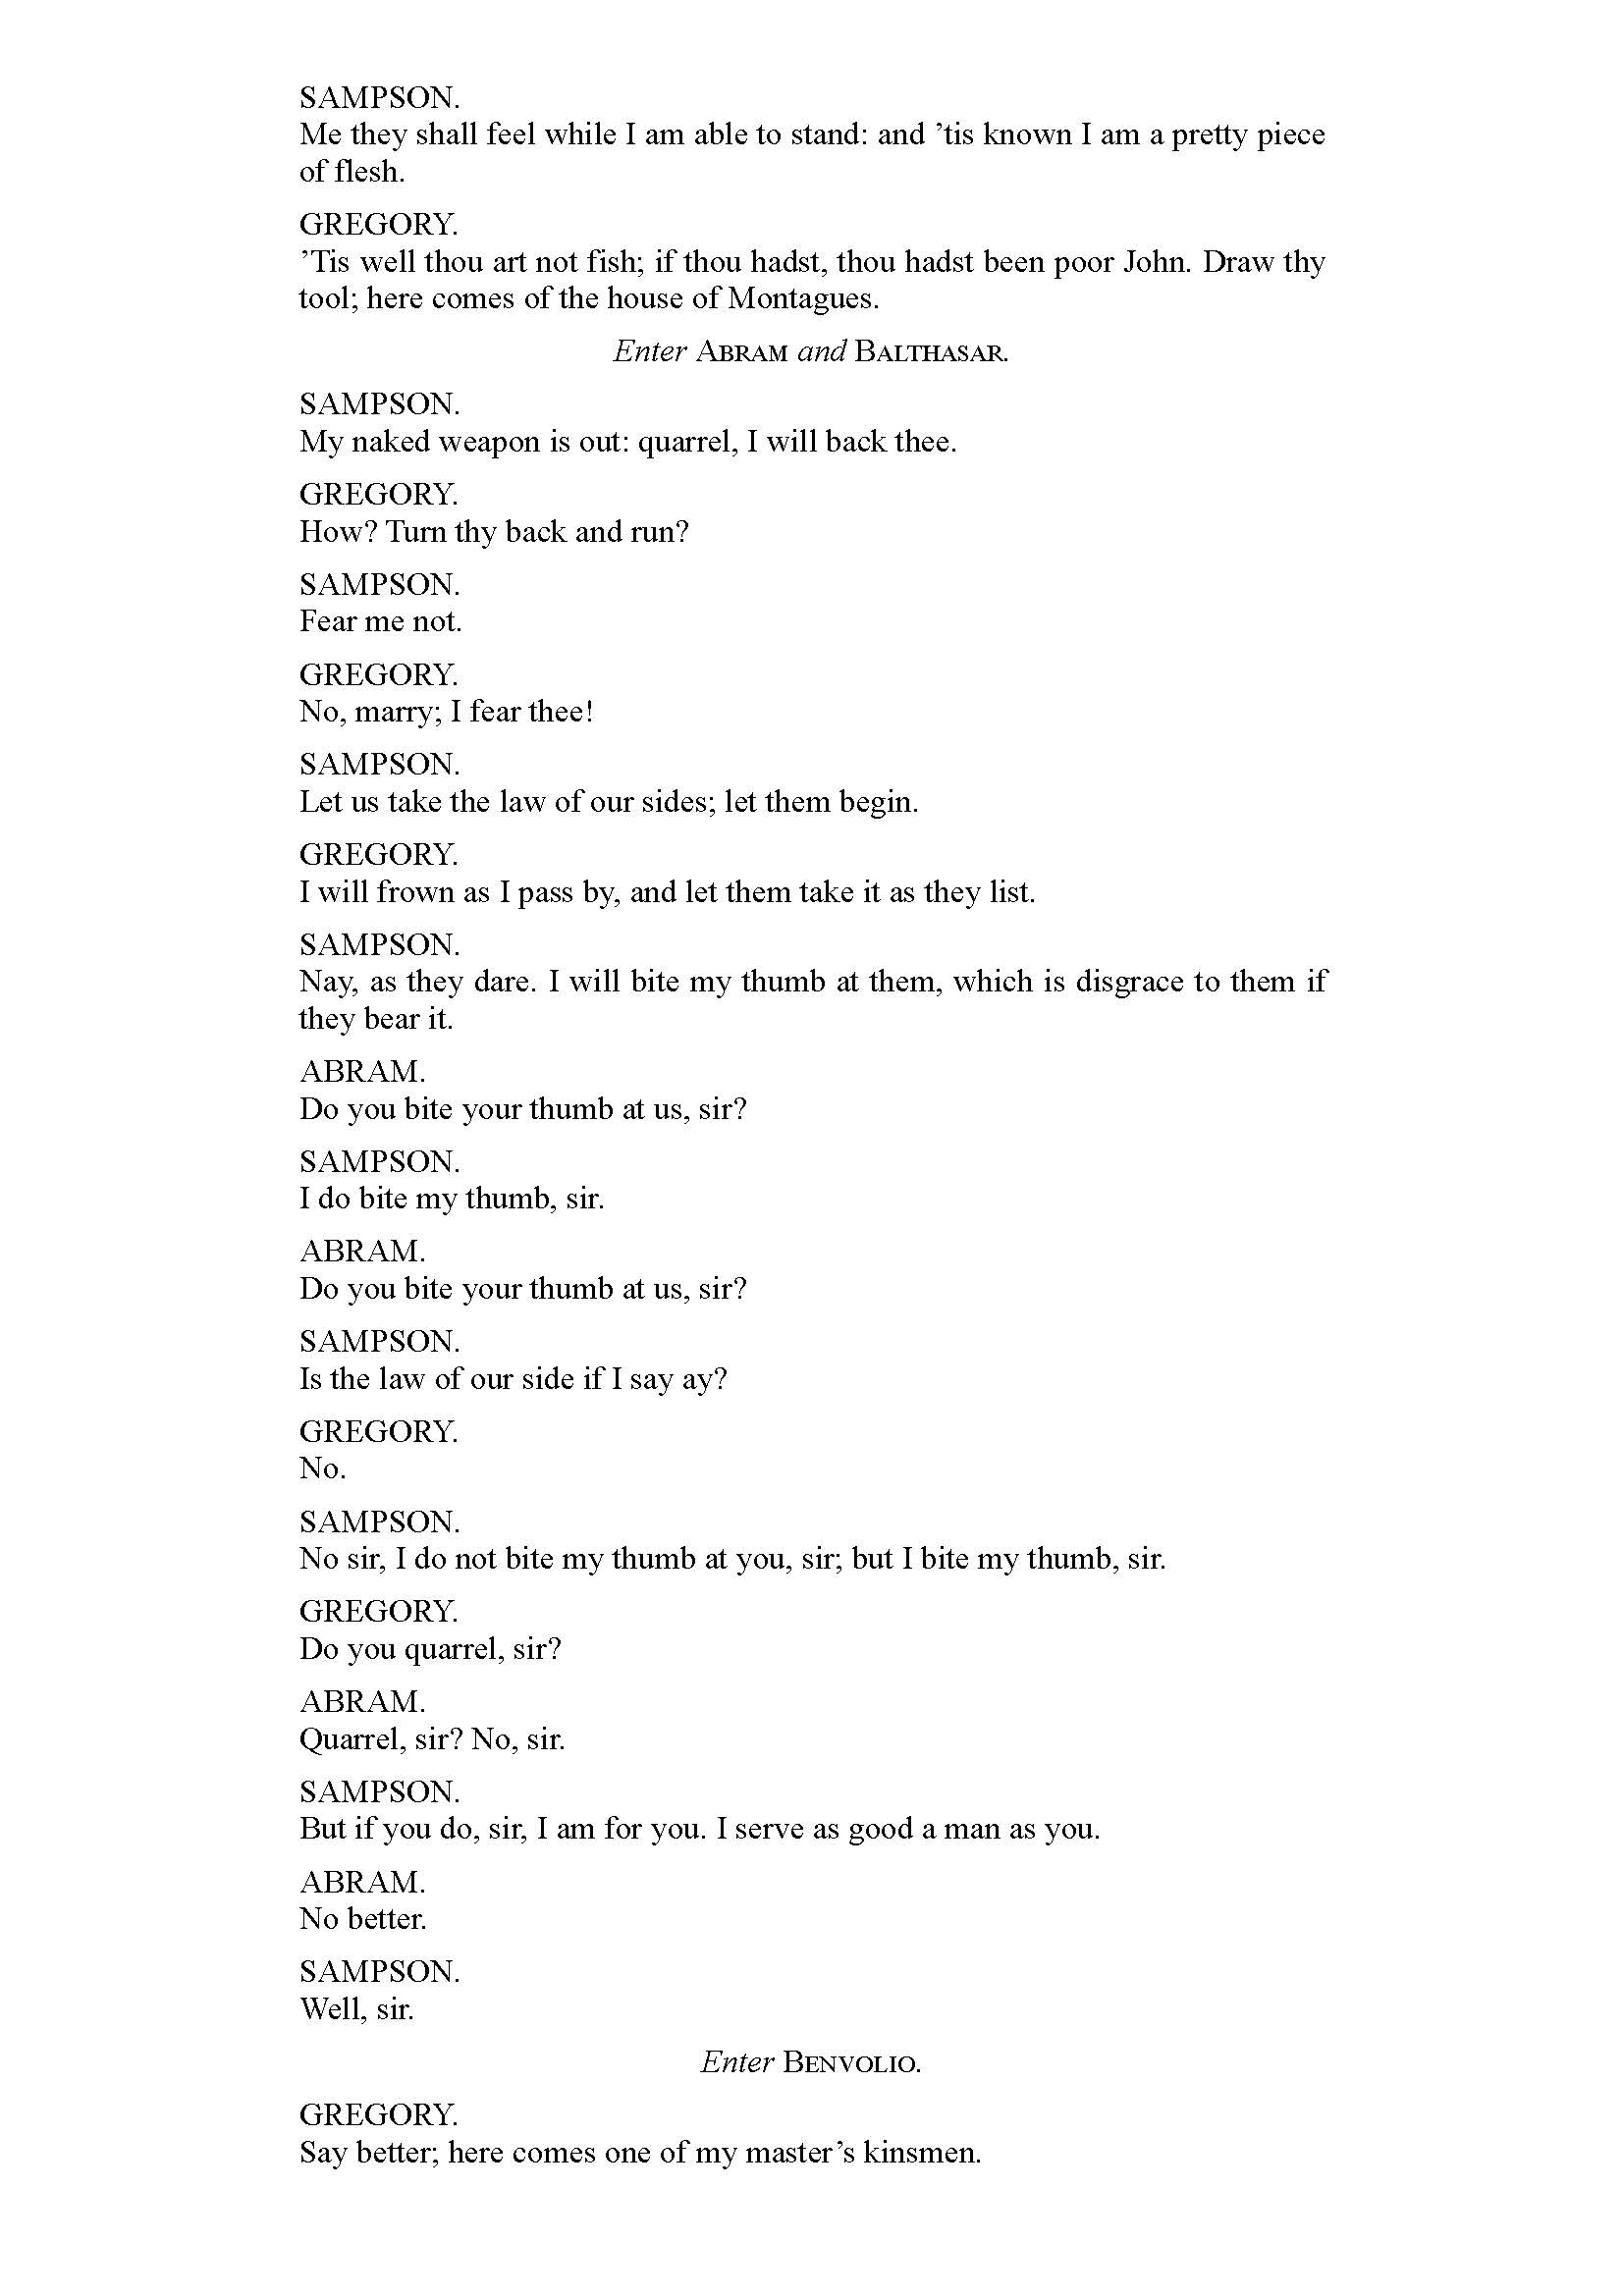 SAMPSON.
Me they shall feel while I am able to stand: and ’tis known I am a pretty piece
of flesh.
GREGORY.
’Tis well thou art not fish; if thou hadst, thou hadst been poor John. Draw thy
tool; here comes of the house of Montagues.
Enter ABRAM and BALTHASAR.
SAMPSON.
My naked weapon is out: quarrel, I will back thee.
GREGORY.
How? Turn thy back and run?
SAMPSON.
Fear me not.
GREGORY.
No, marry; I fear thee!
SAMPSON.
Let us take the law of our sides; let them begin.
GREGORY.
I will frown as I pass by, and let them take it as they list.
SAMPSON.
Nay, as they dare. I will bite my thumb at them, which is disgrace to them if
they bear it.
ABRAM.
Do you bite your thumb at us, sir?
SAMPSON.
I do bite my thumb, sir.
ABRAM.
Do you bite your thumb at us, sir?
SAMPSON.
Is the law of our side if I say ay?
GREGORY.
No.
SAMPSON.
No sir, I do not bite my thumb at you, sir; but I bite my thumb, sir.
GREGORY.
Do you quarrel, sir?
ABRAM.
Quarrel, sir? No, sir.
SAMPSON.
But if you do, sir, I am for you. I serve as good a man as you.
ABRAM.
No better.
SAMPSON.
Well, sir.
Enter BENVOLIO.
GREGORY.
Say better; here comes one of my master’s kinsmen.